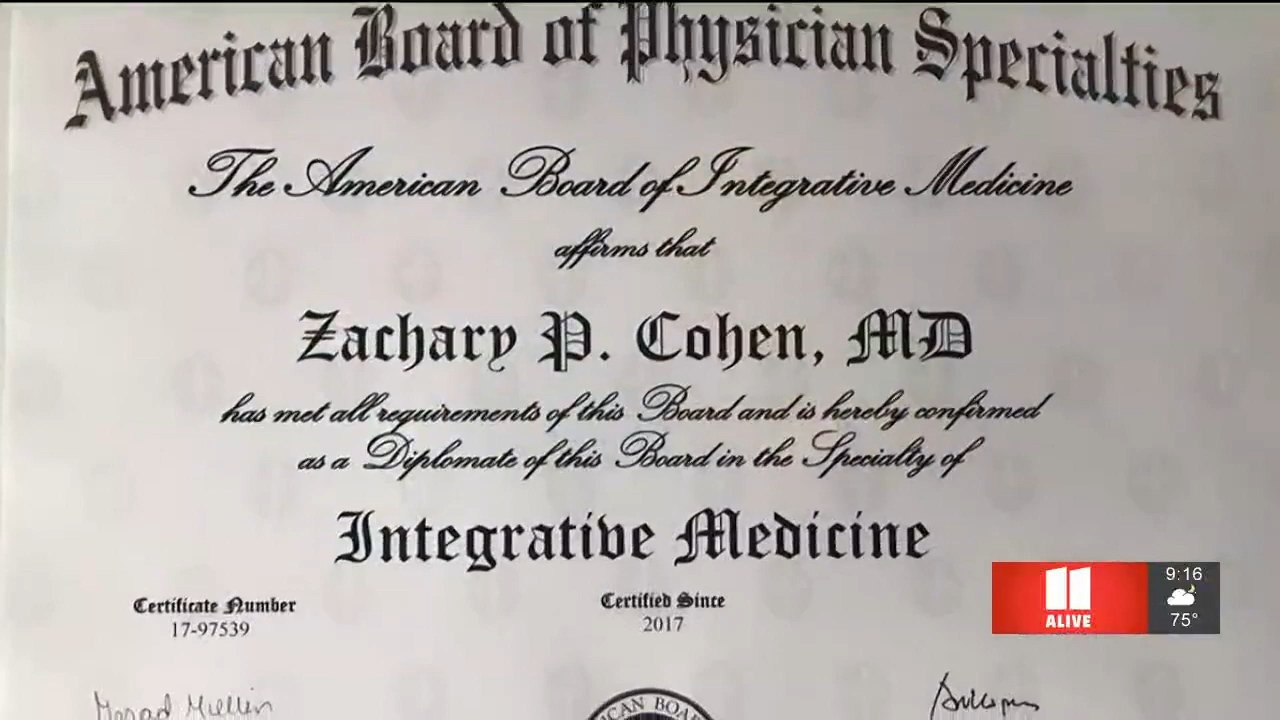 American Board of Physician Specialties
The American Board of Integrative Medicine
affirms that
Zachary P. Cohen, MD
has met all requirements of this Board and is hereby confirmed
as a Diplomate of this Board in the Specialty of
Integrative Medicine
Certificate Number
17-97539
Certified Since
2017
CAN BOA
11
ALIVE
9:16
75°